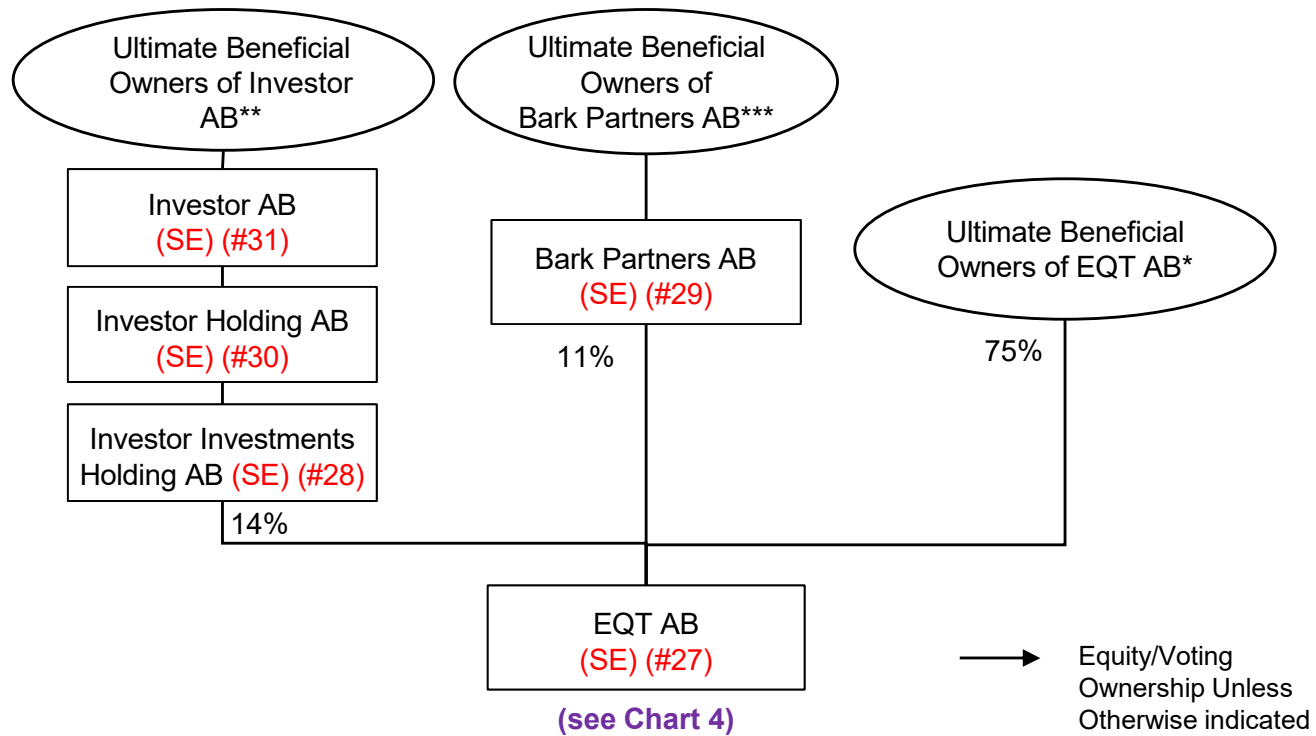 Ultimate Beneficial
Owners of Investor
AB**
Ultimate Beneficial
Owners of
Bark Partners AB***
Investor AB
(SE) (#31)
Ultimate Beneficial
Owners of EQT AB*
Bark Partners AB
(SE) (#29)
Investor Holding AB
(SE) (#30)
11%
75%
Investor Investments
Holding AB (SE) (#28)
14%
EQT AB
(SE) (#27)
(see Chart 4)
Equity/Voting
Ownership Unless
Otherwise indicated